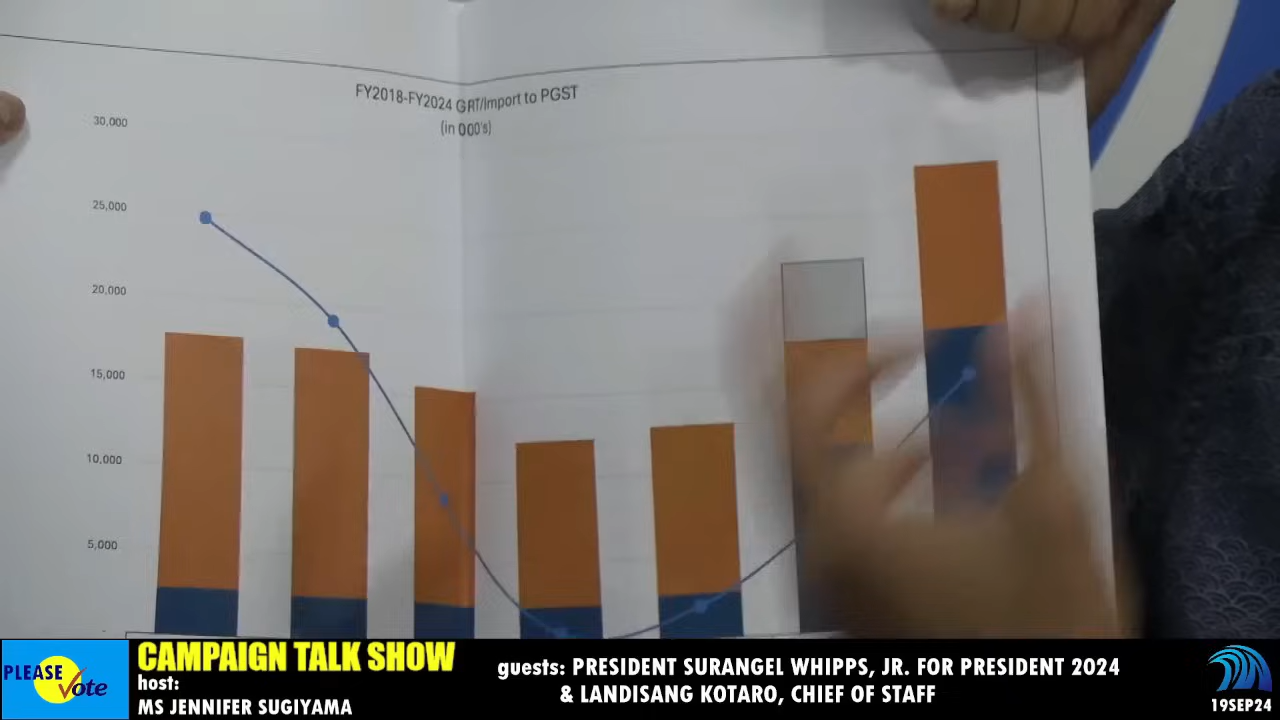 FY2018-FY2024 GRT/Import to PGST
(in 000's)
30,000
25,000
20,000
15,000
10,000
5,000
-
PLEASE
Vote
CAMPAIGN TALK SHOW
host:
MS JENNIFER SUGIYAMA
guests: PRESIDENT SURANGEL WHIPPS, JR. FOR PRESIDENT 2024
& LANDISANG KOTARO, CHIEF OF STAFF
19SEP24